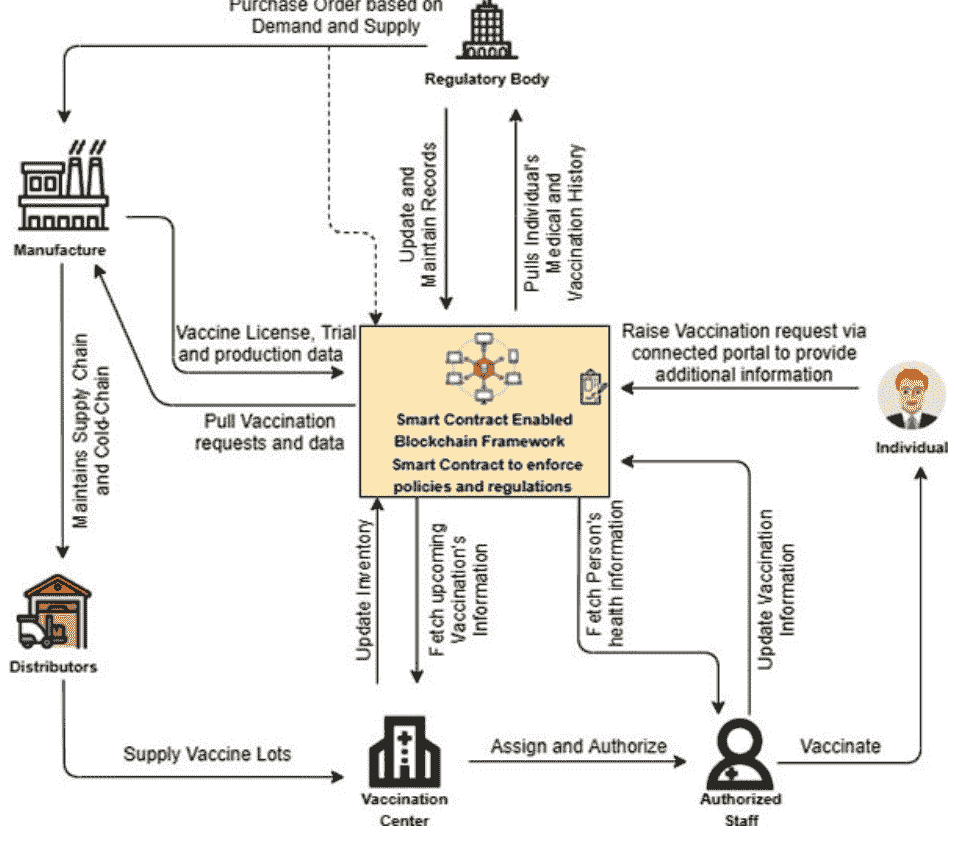 Purchase Order based on
Demand and Supply
Regulatory Body
Update and
Maintain Records
Pulls Individual's
Medical and
Vaccination History
Manufacture
Vaccine License, Trial
and production data
Raise Vaccination request via
connected portal to provide
additional information
Smart Contract Enabled
Blockchain Framework
Smart Contract to enforce
policies and regulations
Pull Vaccination
requests and data
Individual
Maintains Supply Chain
and Cold-Chain
Update Inventory
Fetch upcoming
Vaccination's
Information
Fetch Person's
health information
Update Vaccination
Information
Distributors
Supply Vaccine Lots
Assign and Authorize
Vaccinate
Vaccination
Center
Authorized
Staff